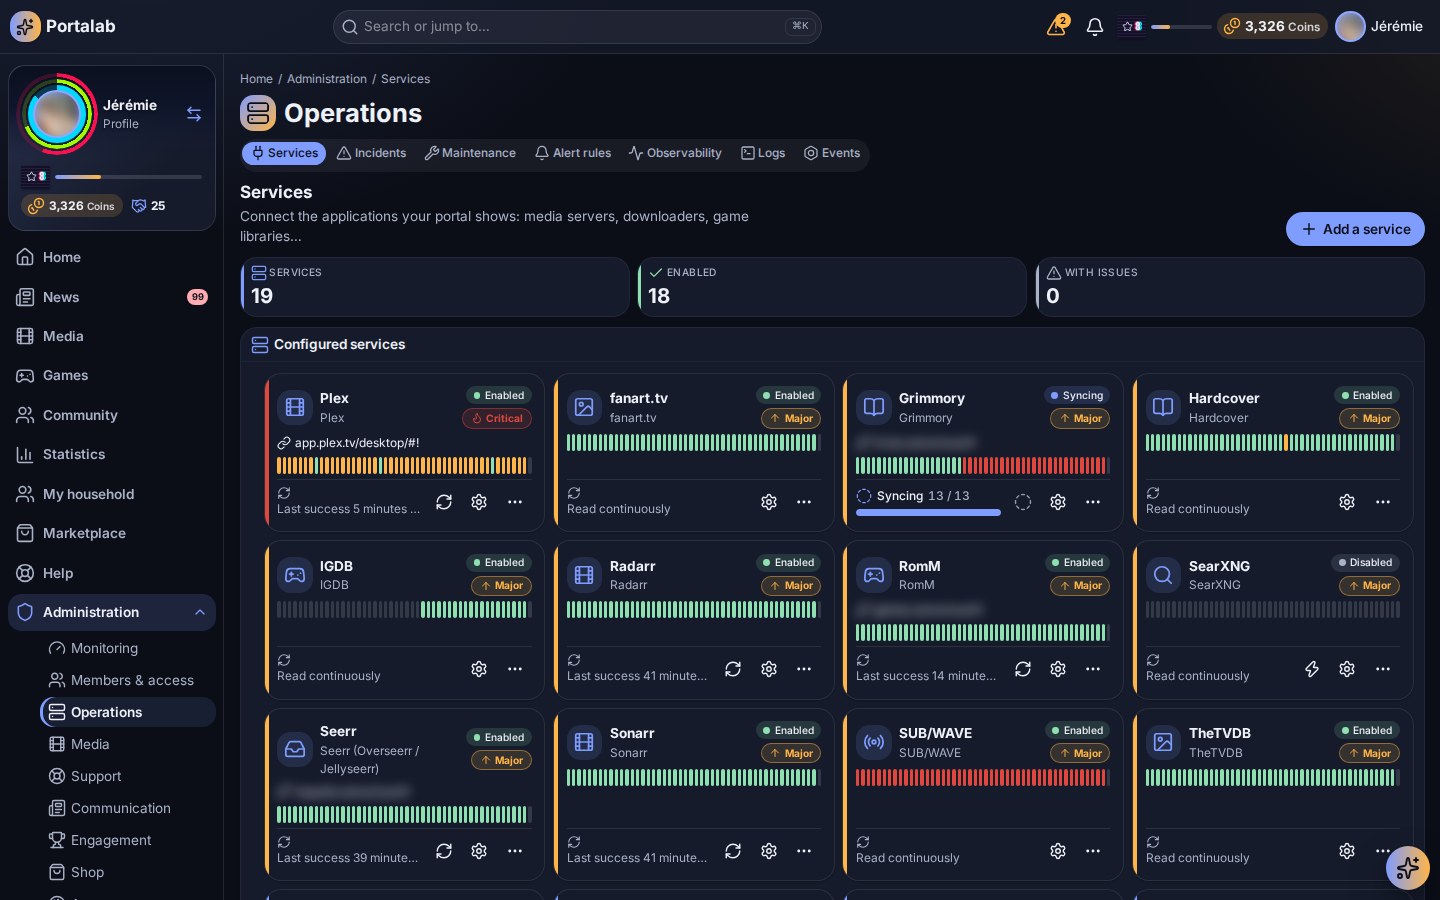 Portalab
Search or jump to...
⌘K
2
3,326 Coins
Jérémie
Jérémie
Profile
3,326 Coins
25
Home
News
99
Media
Games
Community
Statistics
My household
Marketplace
Help
Administration
Monitoring
Members & access
Operations
Media
Support
Communication
Engagement
Shop
Home / Administration / Services
Operations
Services
Incidents
Maintenance
Alert rules
Observability
Logs
Events
Services
Connect the applications your portal shows: media servers, downloaders, game
libraries...
Add a service
SERVICES
19
ENABLED
18
WITH ISSUES
0
Configured services
Plex
Plex
Enabled
Critical
app.plex.tv/desktop/#!
Last success 5 minutes ...
fanart.tv
fanart.tv
Enabled
Major
Read continuously
Grimmory
Grimmory
Syncing
Major
Syncing 13 / 13
Hardcover
Hardcover
Enabled
Major
Read continuously
IGDB
IGDB
Enabled
Major
Read continuously
Radarr
Radarr
Enabled
Major
Last success 41 minute...
RomM
RomM
Enabled
Major
Last success 14 minute...
SearXNG
SearXNG
Disabled
Major
Read continuously
Seerr
Seerr (Overseerr /
Jellyseerr)
Enabled
Major
Last success 39 minute...
Sonarr
Sonarr
Enabled
Major
Last success 41 minute...
SUB/WAVE
SUB/WAVE
Enabled
Major
Read continuously
TheTVDB
TheTVDB
Enabled
Major
Read continuously